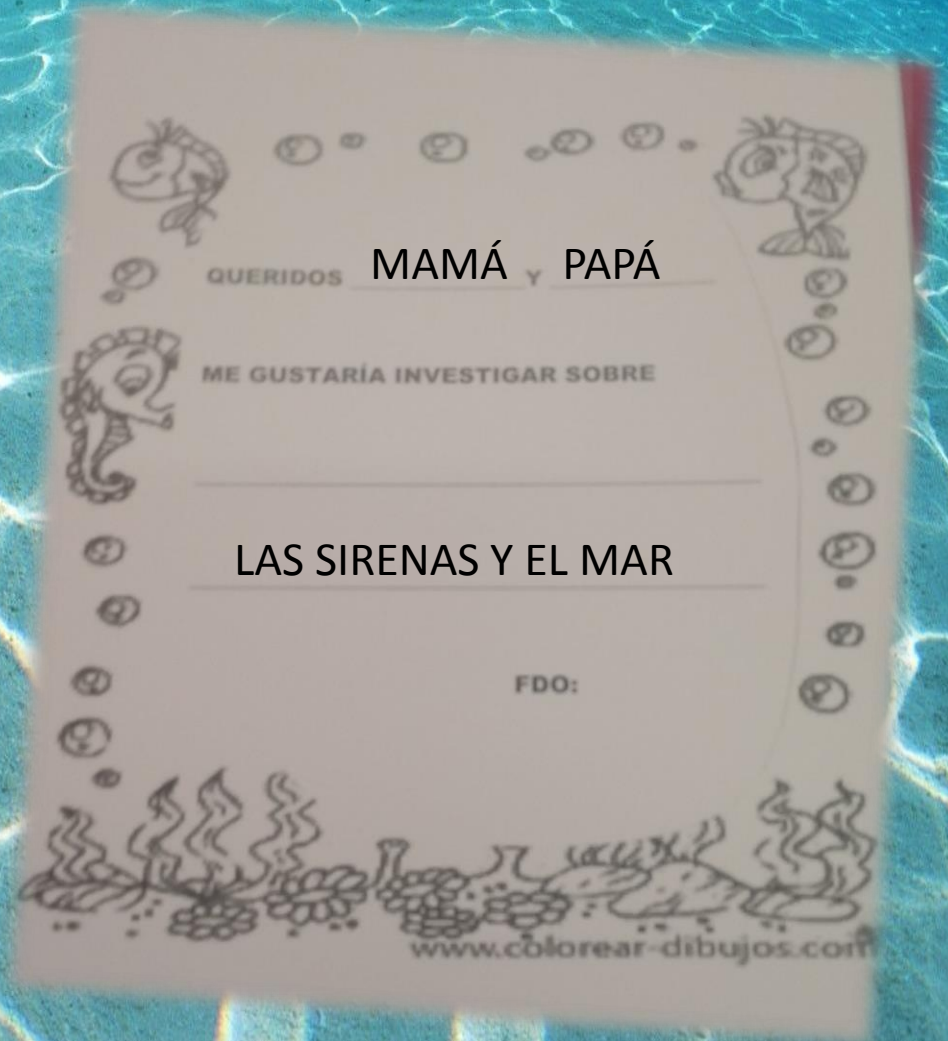 QUERIDOS MAMÁ Y PAPÁ
ME GUSTARÍA INVESTIGAR SOBRE
LAS SIRENAS Y EL MAR
FDO:
www.colorear-dibujos.com